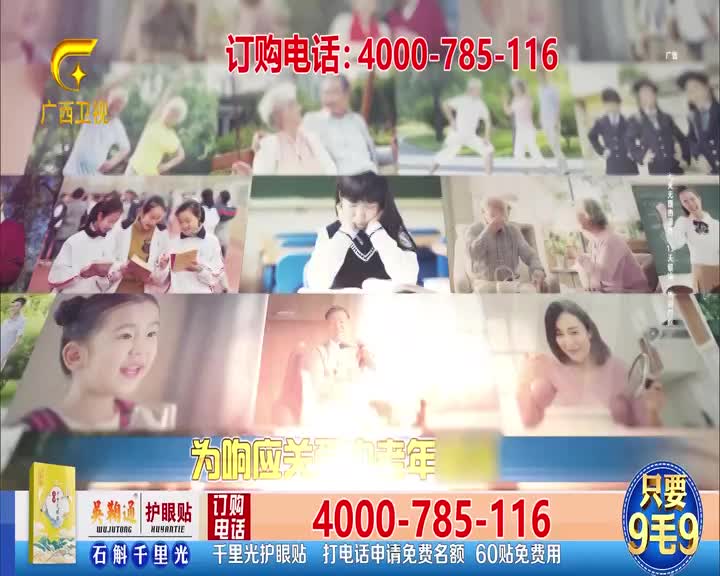 订购电话：4000-785-116
广告
广西卫视
为响应关
老年
吴鞠通
WUJUTONG
护眼贴
HUYANTIE
石斛千里光
订购
电话
4000-785-116
千里光护眼贴 打电话申请免费名额 60贴免费用
只要
9毛9